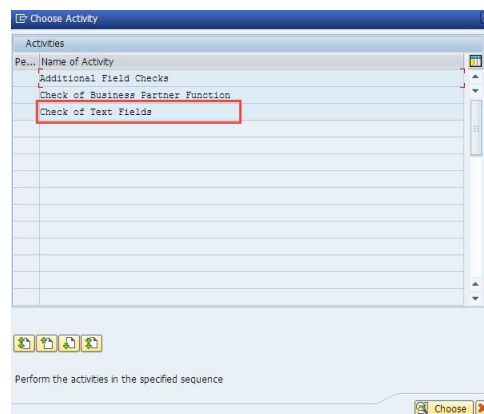 Choose Activity
Activities
Pe... Name of Activity
Additional Field Checks
Check of Business Partner Function
Check of Text Fields
Perform the activities in the specified sequence
Choose